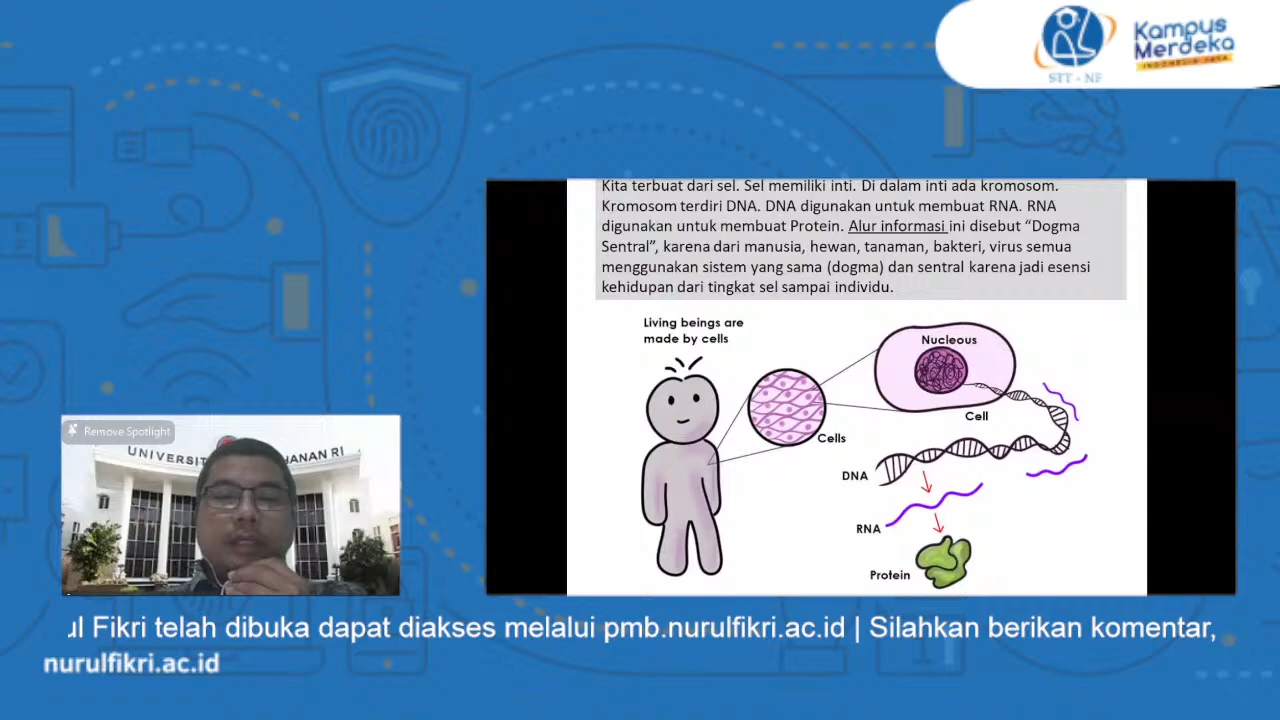 STT - NF
Kampus
Merdeka
INDONESIA JAYA
Kita terbuat dari sel. Sel memiliki inti. Di dalam inti ada kromosom.
Kromosom terdiri DNA. DNA digunakan untuk membuat RNA. RNA
digunakan untuk membuat Protein. Alur informasi ini disebut “Dogma
Sentral”, karena dari manusia, hewan, tanaman, bakteri, virus semua
menggunakan sistem yang sama (dogma) dan sentral karena jadi esensi
kehidupan dari tingkat sel sampai individu.
Living beings are
made by cells
Nucleous
Cell
Cells
DNA
RNA
Protein
Remove Spotlight
UNIVERSIT HANAN RI
ul Fikri telah dibuka dapat diakses melalui pmb.nurulfikri.ac.id | Silahkan berikan komentar,
nurulfikri.ac.id